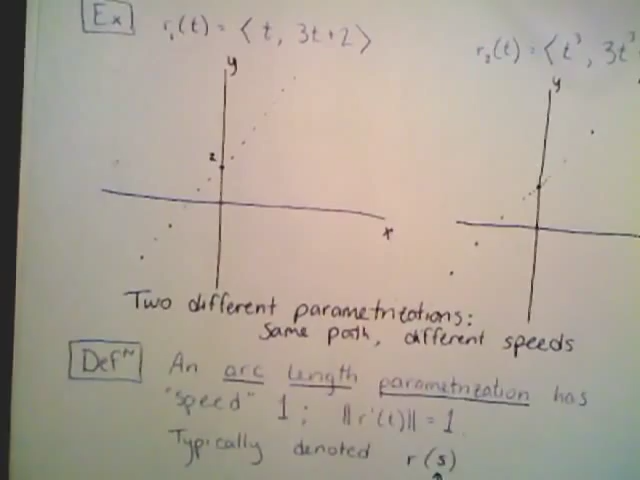 Ex r₁(t) = ⟨ t, 3t+2 ⟩
r₂(t) = ⟨ t³, 3t³
y
y
2
x
Two different parametrizations:
same path, different speeds
Defᴺ An arc length parametrization has
"speed" 1 ; ‖r'(t)‖ = 1.
Typically denoted r(s)